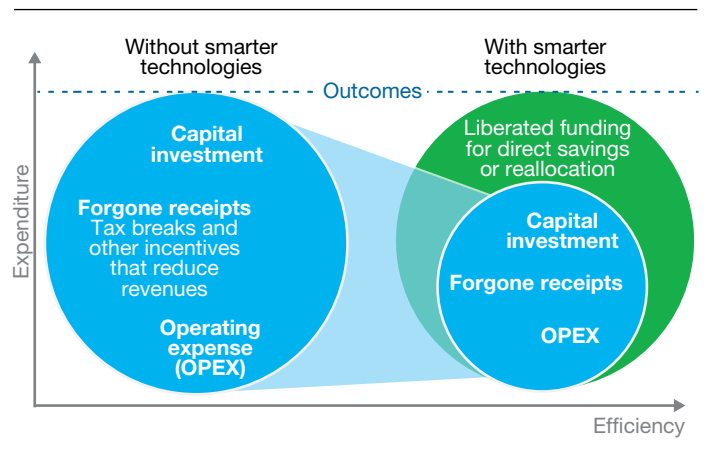 Without smarter
technologies
With smarter
technologies
Outcomes
Expenditure
Capital
investment
Forgone receipts
Tax breaks and
other incentives
that reduce
revenues
Operating
expense
(OPEX)
Liberated funding
for direct savings
or reallocation
Capital
investment
Forgone receipts
OPEX
Efficiency